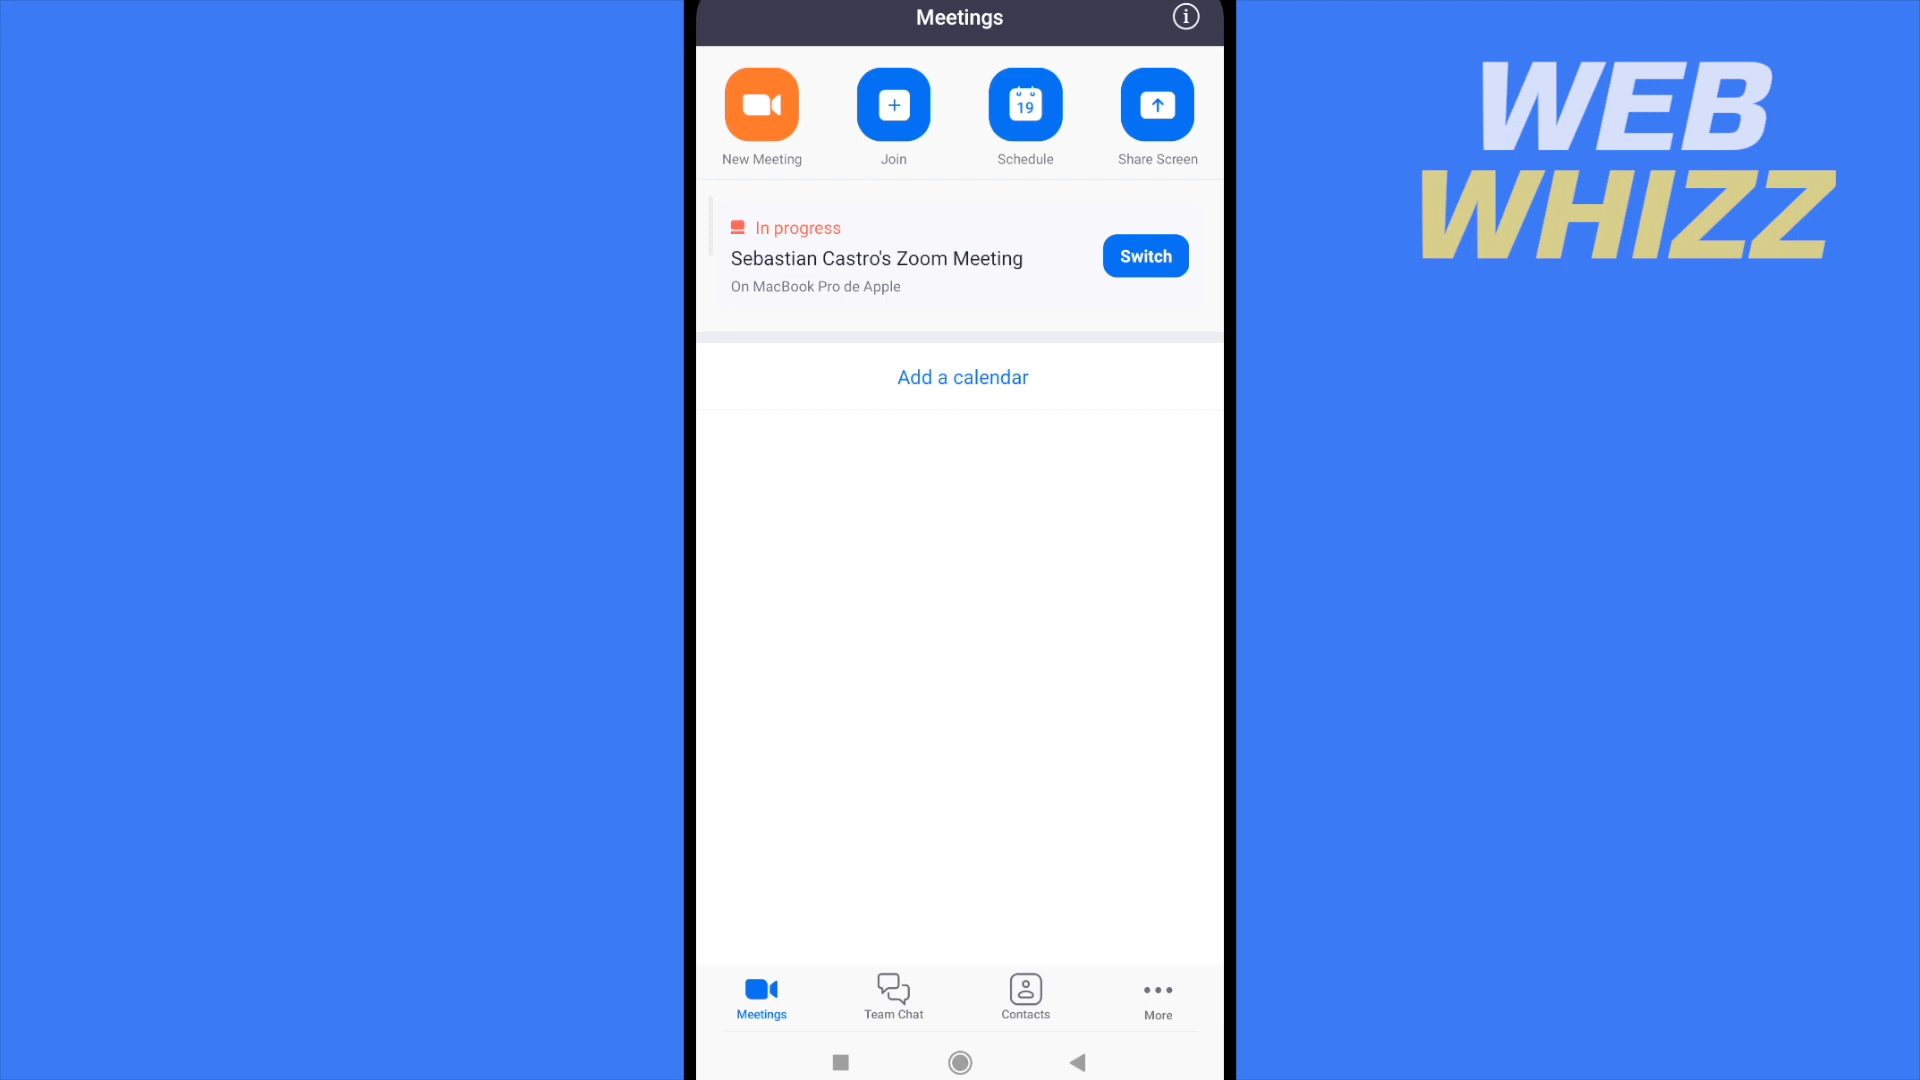 Meetings
WEB
WHIZZ
19
New Meeting
Join
Schedule
Share Screen
In progress
Sebastian Castro's Zoom Meeting
On MacBook Pro de Apple
Switch
Add a calendar
Meetings
Team Chat
Contacts
More